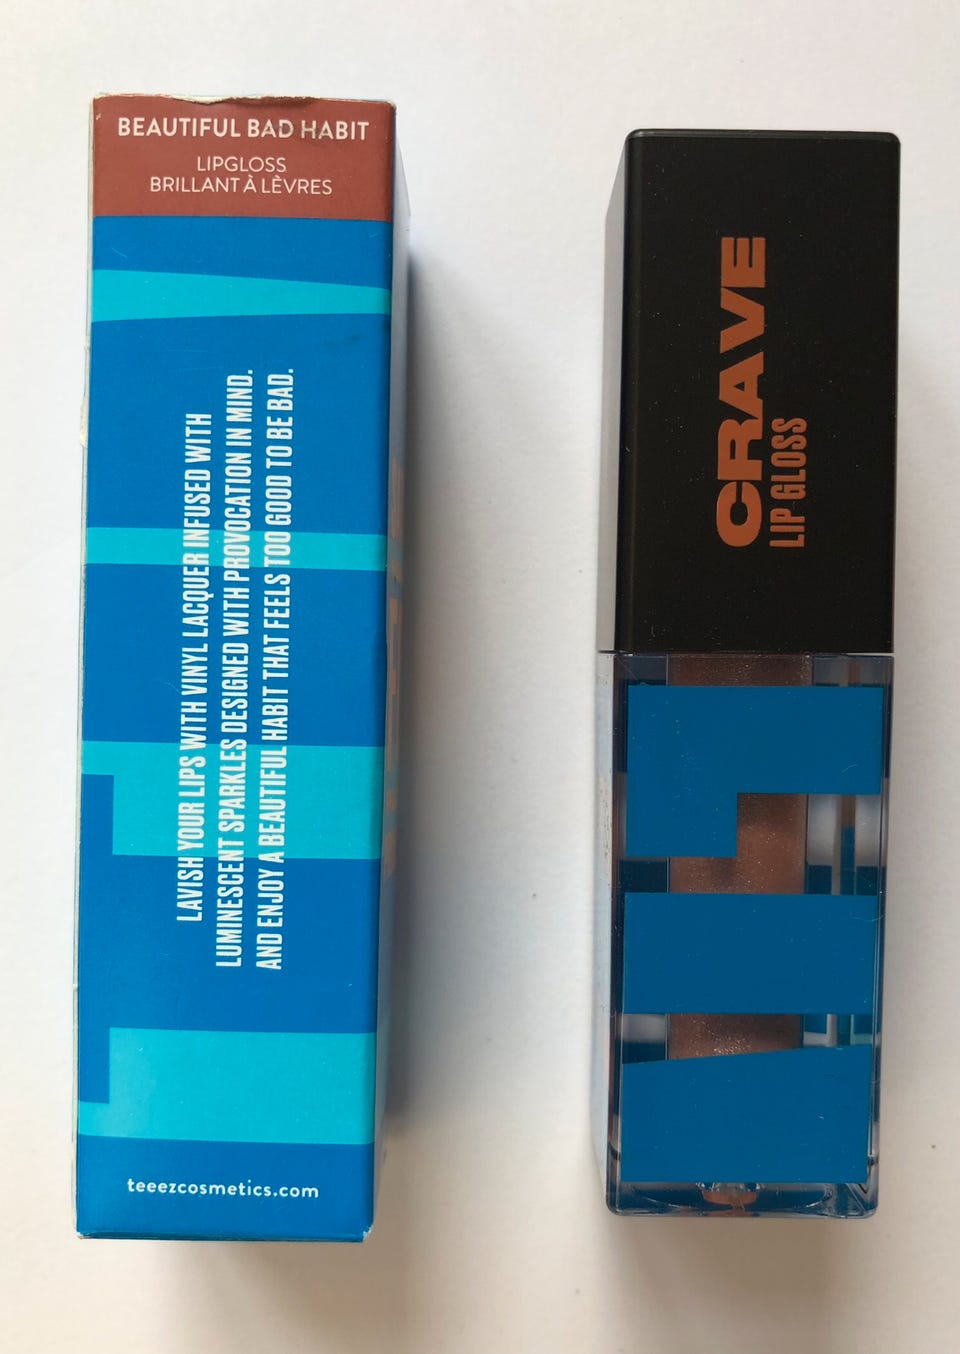 BEAUTIFUL BAD HABIT
LIPGLOSS
BRILLANT À LÈVRES
LAVISH YOUR LIPS WITH VINYL LACQUER INFUSED WITH
LUMINESCENT SPARKLES DESIGNED WITH PROVOCATION IN MIND.
AND ENJOY A BEAUTIFUL HABIT THAT FEELS TOO GOOD TO BE BAD.
teeezcosmetics.com
CRAVE
LIP GLOSS